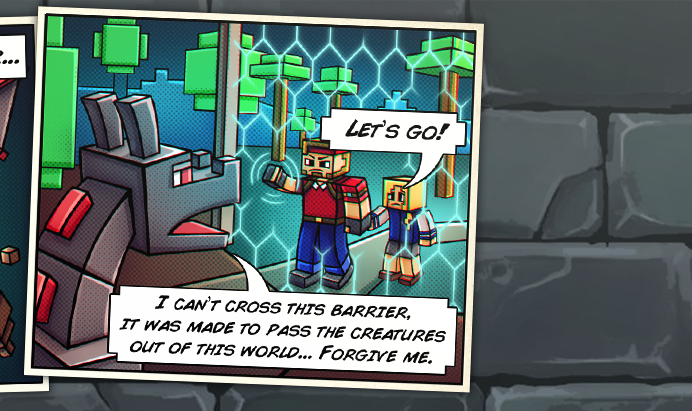 LET'S GO!
I CAN'T CROSS THIS BARRIER,
IT WAS MADE TO PASS THE CREATURES
OUT OF THIS WORLD... FORGIVE ME.